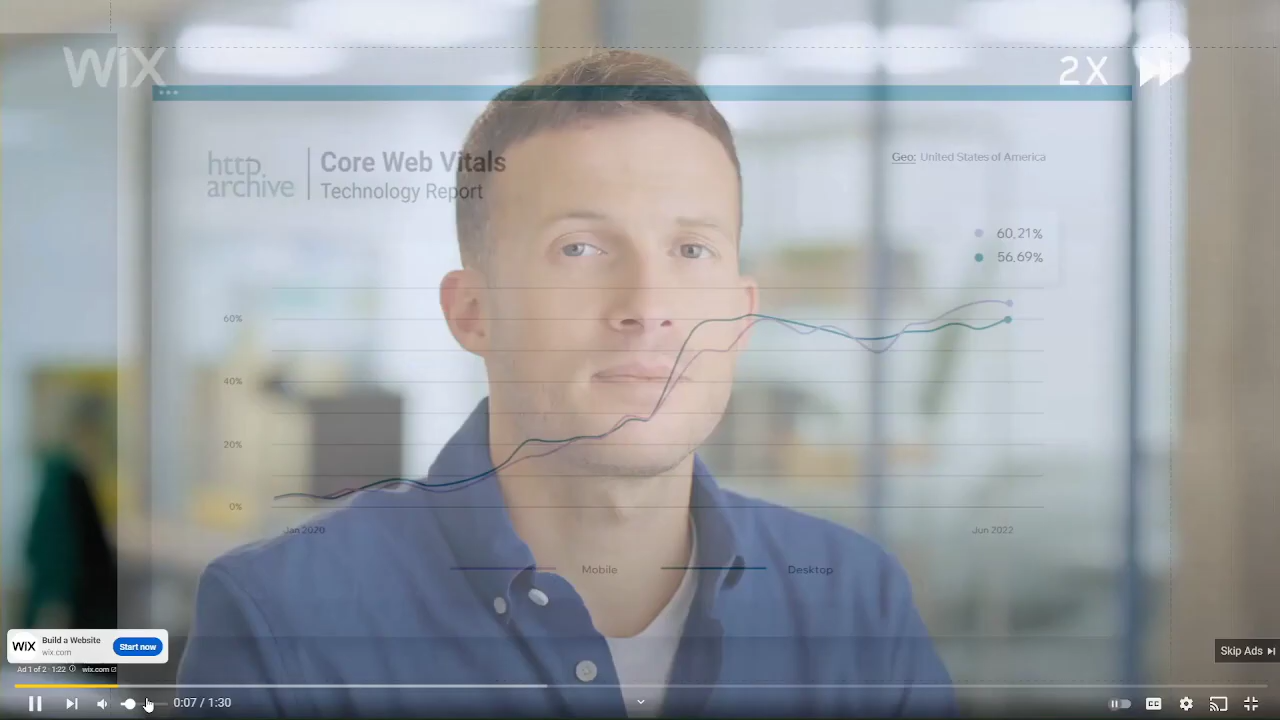 WiX
2X
http archive
Core Web Vitals
Technology Report
Geo: United States of America
60.21%
56.69%
60%
40%
20%
0%
Jan 2020
Jun 2022
Mobile
Desktop
WiX
Build a Website
wix.com
Start now
Skip Ads
Ad 1 of 2 · 1:22
wix.com
0:07 / 1:30
CC